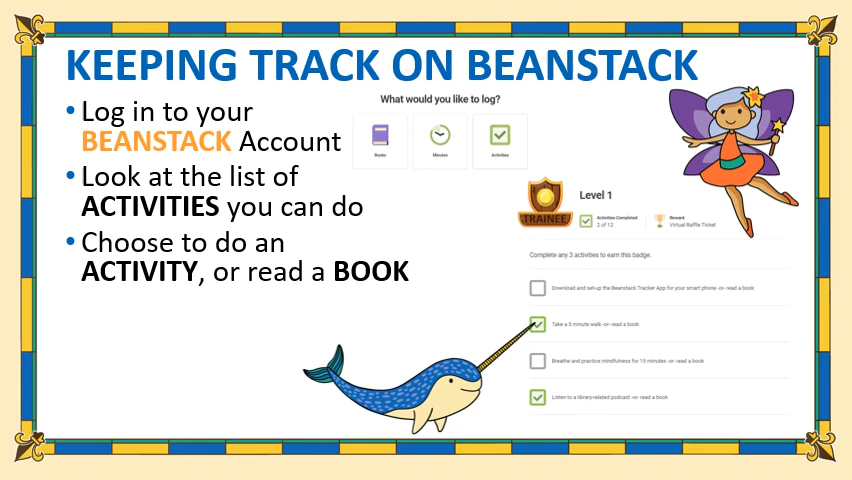 KEEPING TRACK ON BEANSTACK
• Log in to your
BEANSTACK Account
• Look at the list of
ACTIVITIES you can do
• Choose to do an
ACTIVITY, or read a BOOK
What would you like to log?
Books
Minutes
Activities
TRAINEE
Level 1
Activities Completed
2 of 12
Reward
Virtual Raffle Ticket
Complete any 3 activities to earn this badge.
Download and set-up the Beanstack Tracker App for your smart phone -or- read a book
Take a 5 minute walk -or- read a book
Breathe and practice mindfulness for 15 minutes -or- read a book
Listen to a library-related podcast -or- read a book